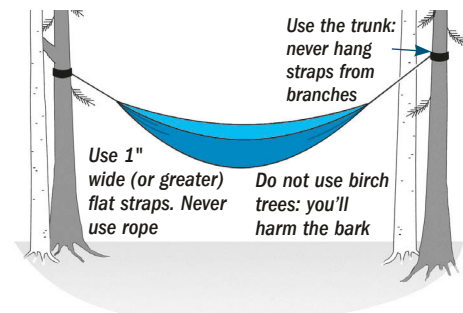 Use the trunk:
never hang
straps from
branches
Use 1"
wide (or greater)
flat straps. Never
use rope
Do not use birch
trees: you'll
harm the bark